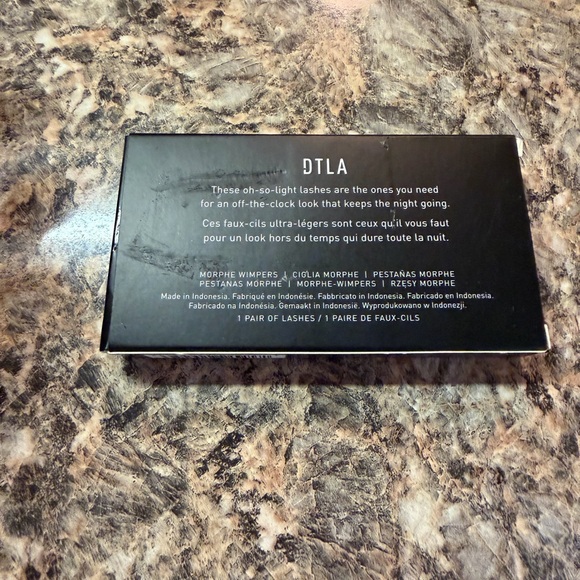 DTLA
These oh-so-light lashes are the ones you need
for an off-the-clock look that keeps the night going.
Ces faux-cils ultra-légers sont ceux qu'il vous faut
pour un look hors du temps qui dure toute la nuit.
MORPHE WIMPERS | CIGLIA MORPHE | PESTAÑAS MORPHE
PESTANAS MORPHE | MORPHE-WIMPERS | RZĘSY MORPHE
Made in Indonesia. Fabriqué en Indonésie. Fabbricato in Indonesia. Fabricado en Indonesia.
Fabricado na Indonésia. Gemaakt in Indonesië. Wyprodukowano w Indonezji.
1 PAIR OF LASHES / 1 PAIRE DE FAUX-CILS